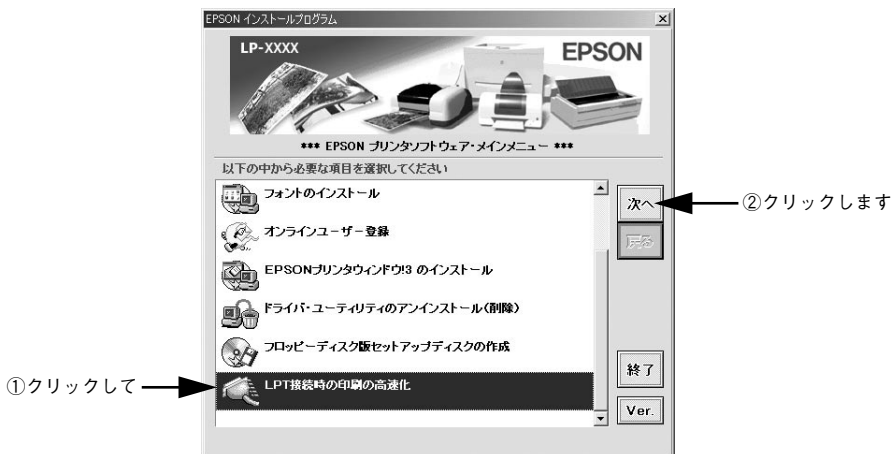 EPSON インストールプログラム
LP-XXXX
EPSON
*** EPSON プリンタソフトウェア・メインメニュー ***
以下の中から必要な項目を選択してください
フォントのインストール
次へ
②クリックします
オンラインユーザー登録
戻る
EPSONプリンタウィンドウ!3 のインストール
ドライバ・ユーティリティのアンインストール(削除)
フロッピーディスク版セットアップディスクの作成
終了
①クリックして
LPT接続時の印刷の高速化
Ver.